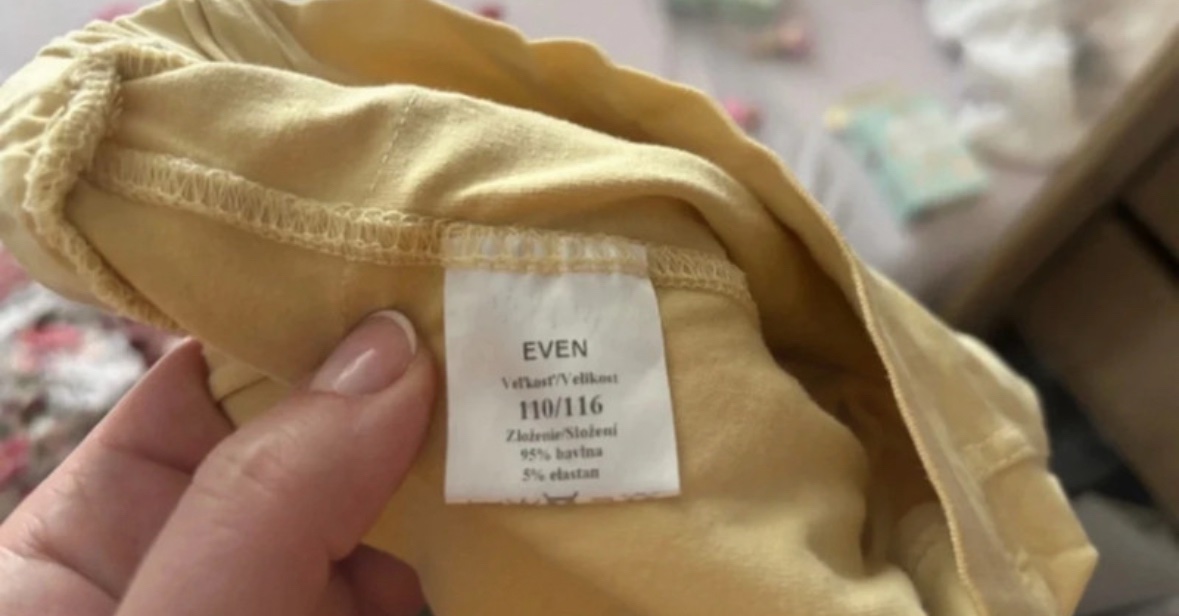 EVEN
Veľkosť/Velikost
110/116
Zloženie/Složení
95% bavlna
5% elastan